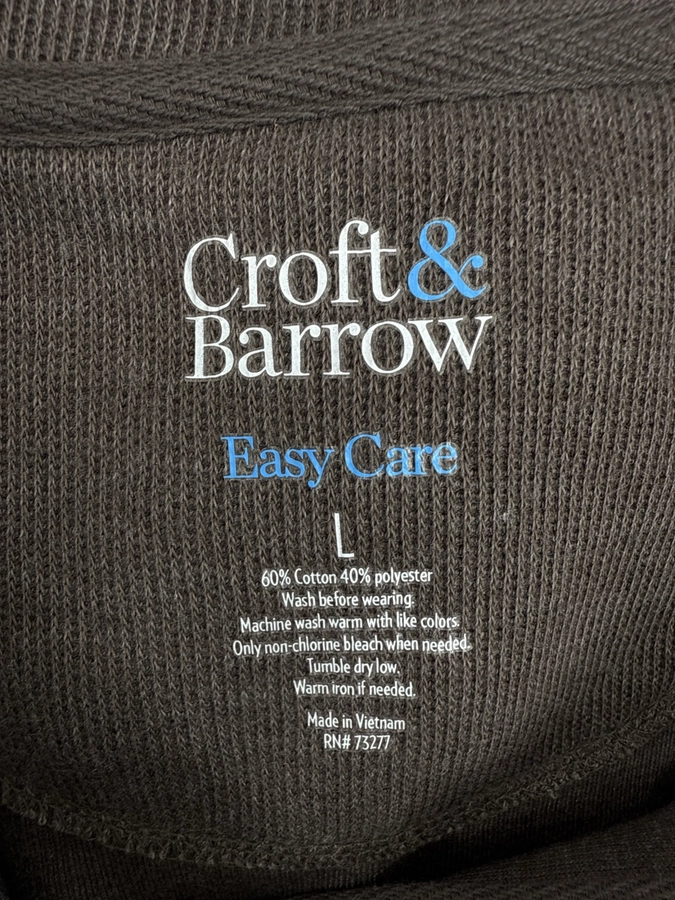 Croft &
Barrow
Easy Care
L
60% Cotton 40% polyester
Wash before wearing.
Machine wash warm with like colors.
Only non-chlorine bleach when needed.
Tumble dry low.
Warm iron if needed.
Made in Vietnam
RN# 73277